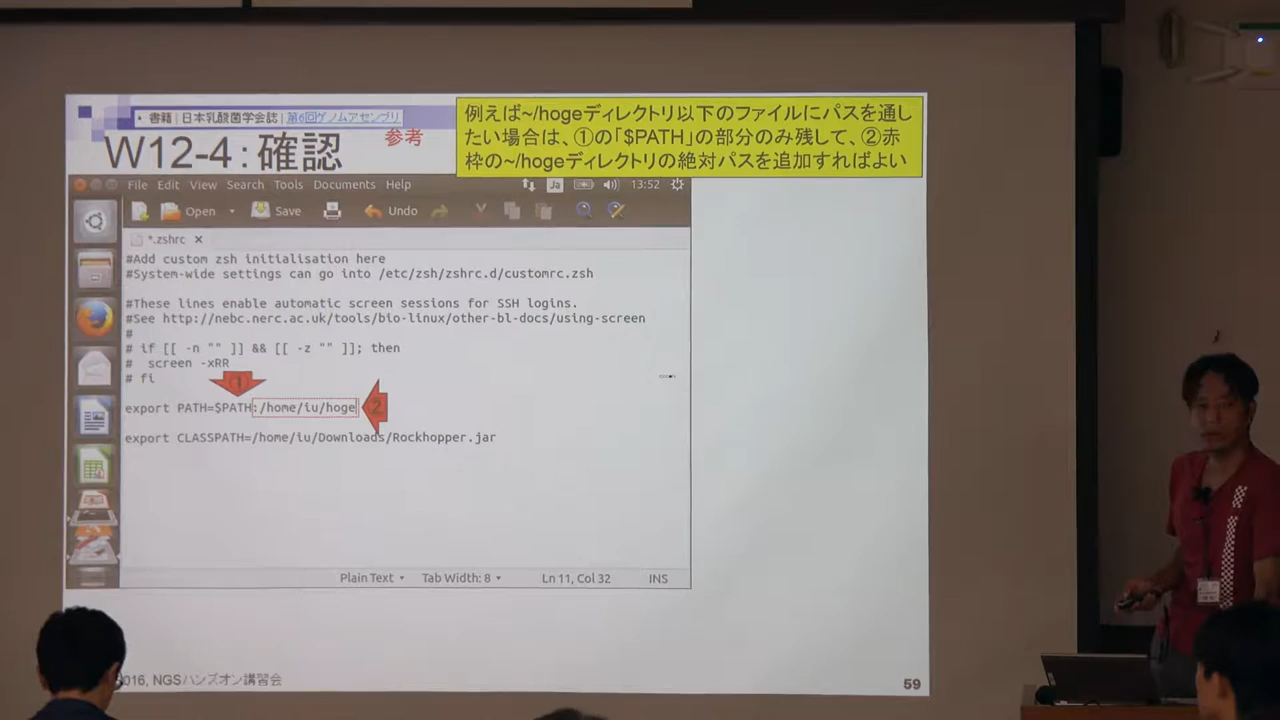 ・書籍 | 日本乳酸菌学会誌 | 第6回ゲノムアセンブリ
W12-4：確認
参考
例えば~/hogeディレクトリ以下のファイルにパスを通し
たい場合は、①の「$PATH」の部分のみ残して、②赤
枠の~/hogeディレクトリの絶対パスを追加すればよい
File Edit View Search Tools Documents Help
Ja
13:52
Open
Save
Undo
*.zshrc ×
#Add custom zsh initialisation here
#System-wide settings can go into /etc/zsh/zshrc.d/customrc.zsh
#These lines enable automatic screen sessions for SSH logins.
#See http://nebc.nerc.ac.uk/tools/bio-linux/other-bl-docs/using-screen
#
# if [[ -n "" ]] && [[ -z "" ]]; then
#  screen -xRR
# fi
①
export PATH=$PATH:/home/iu/hoge
②
export CLASSPATH=/home/iu/Downloads/Rockhopper.jar
Plain Text
Tab Width: 8
Ln 11, Col 32
INS
2016, NGSハンズオン講習会
59